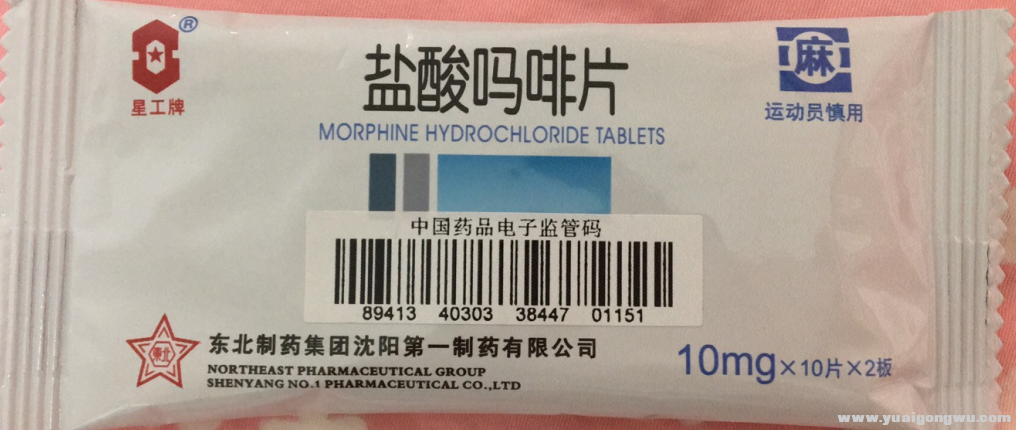 ®
星工牌
盐酸吗啡片
MORPHINE HYDROCHLORIDE TABLETS
麻
运动员慎用
中国药品电子监管码
89413 40303 38447 01151
東北
东北制药集团沈阳第一制药有限公司
NORTHEAST PHARMACEUTICAL GROUP
SHENYANG NO.1 PHARMACEUTICAL CO.,LTD
10mg×10片×2板
www.yuaigongwu.com